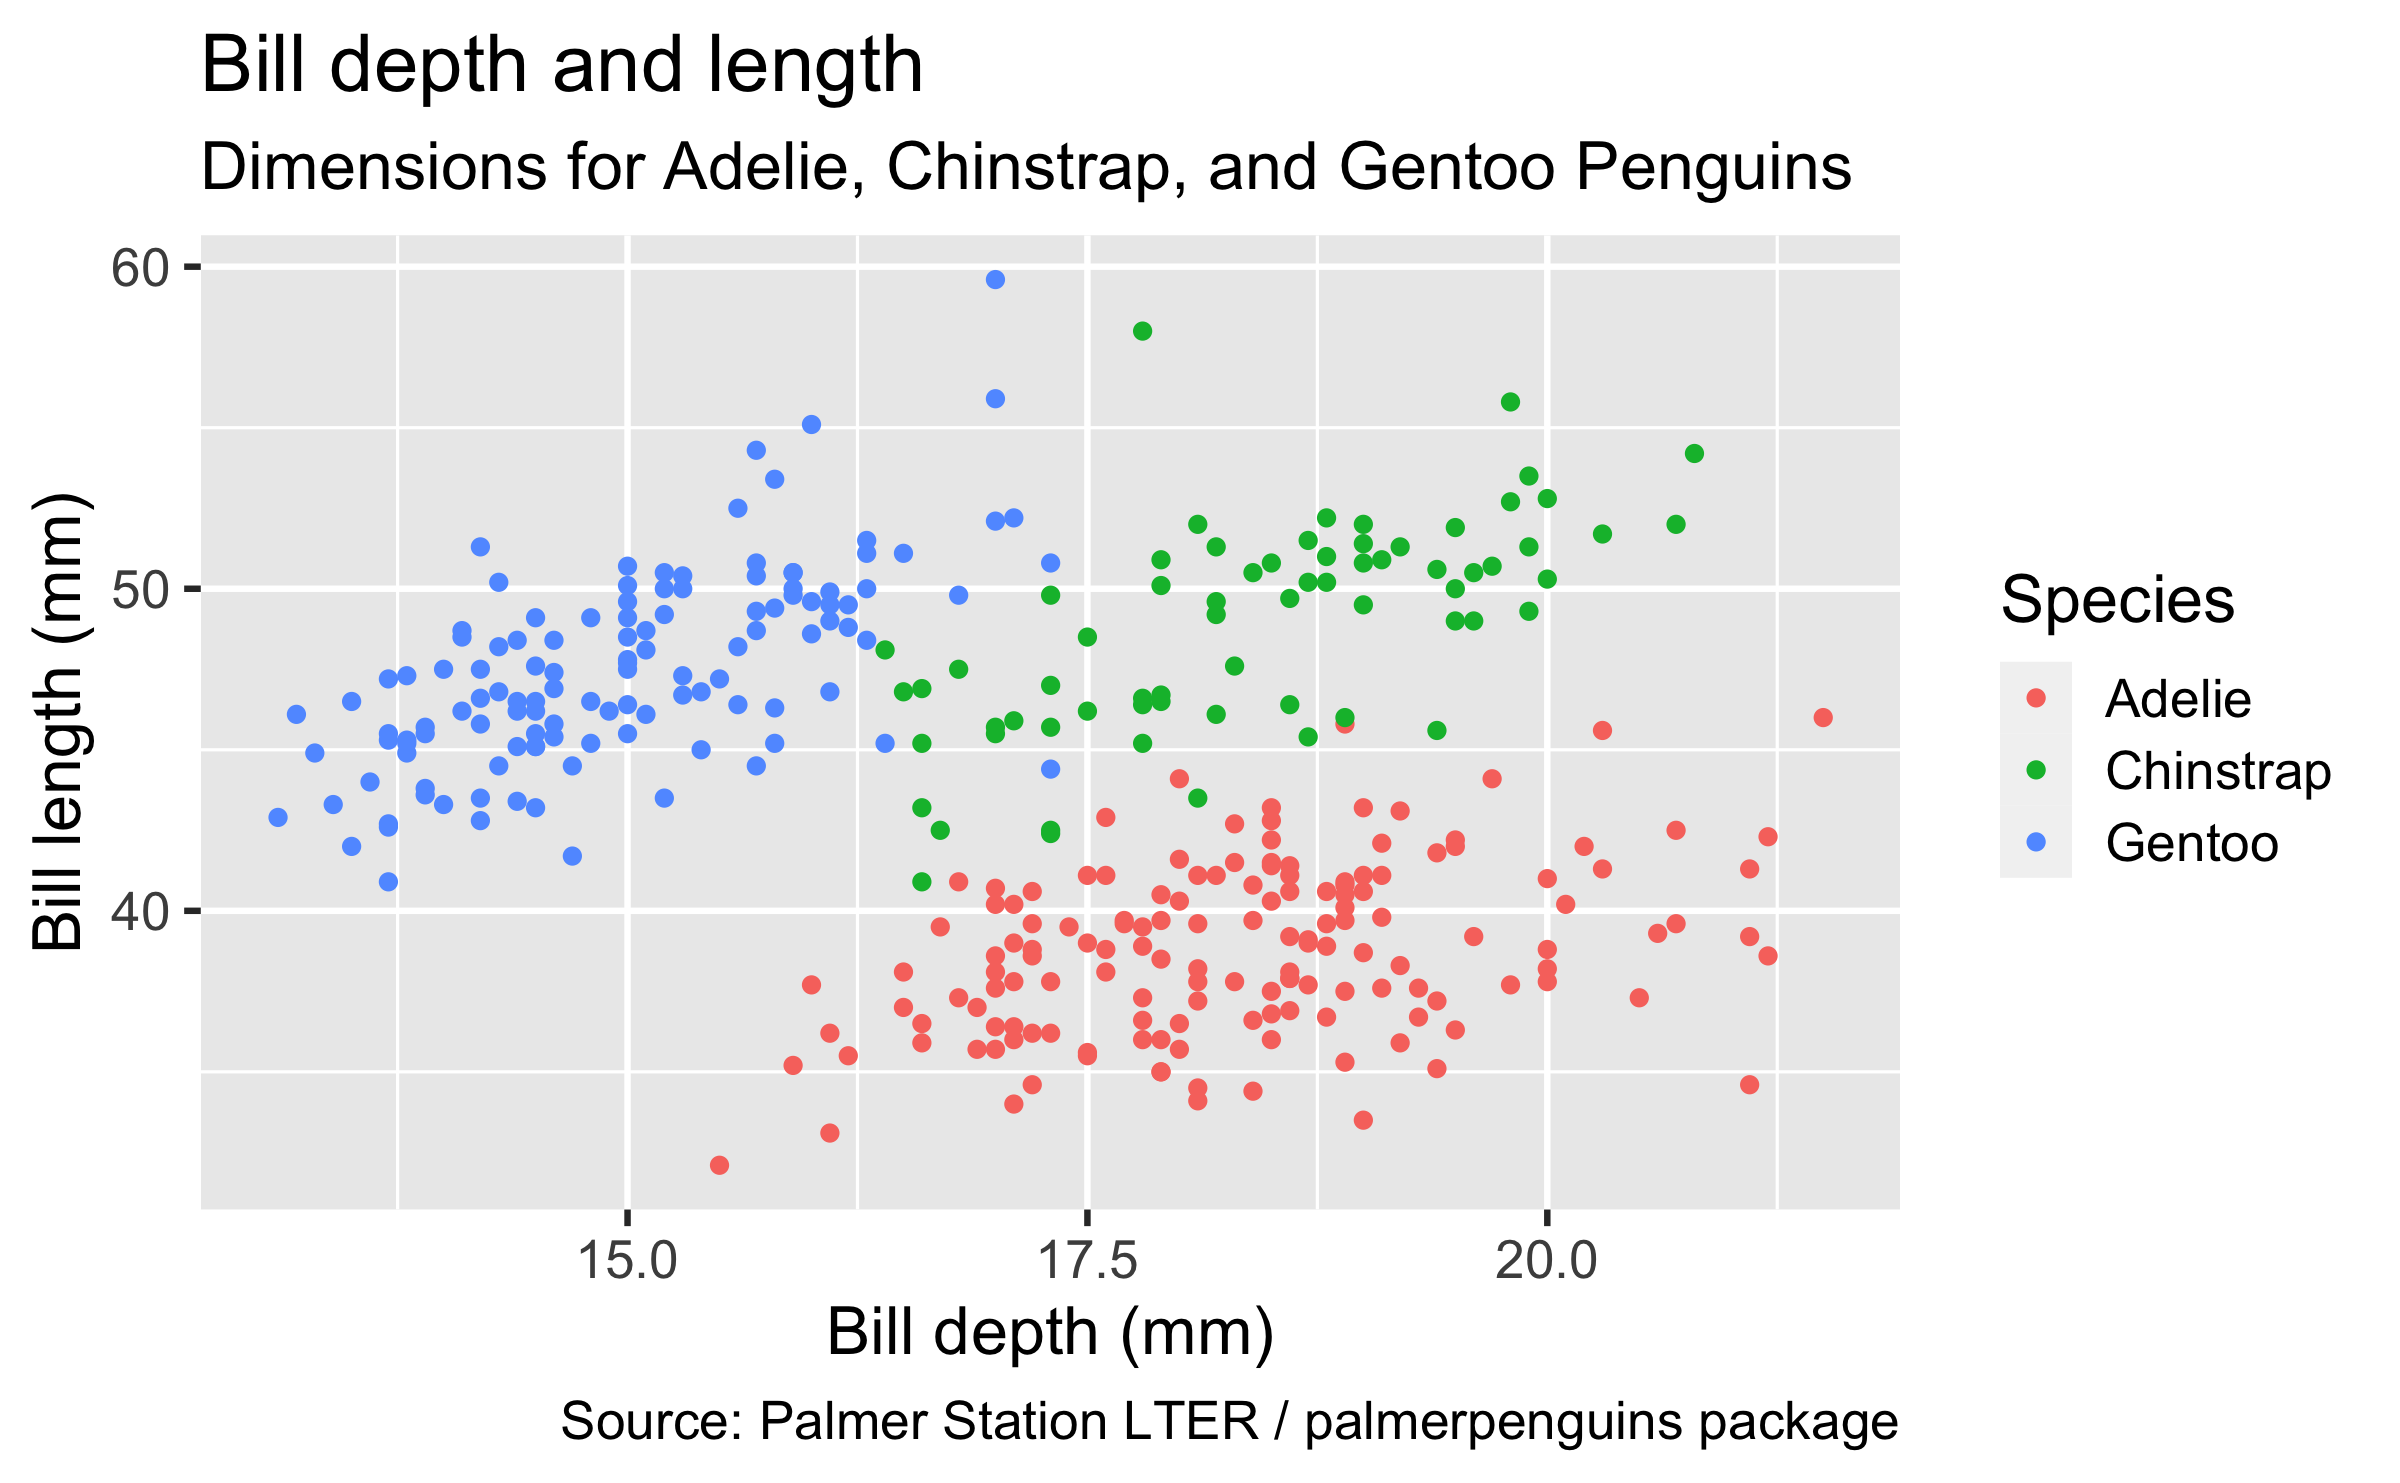 Bill depth and length
Dimensions for Adelie, Chinstrap, and Gentoo Penguins
60
50
40
Bill length (mm)
15.0 17.5 20.0
Bill depth (mm)
Species
Adelie
Chinstrap
Gentoo
Source: Palmer Station LTER / palmerpenguins package